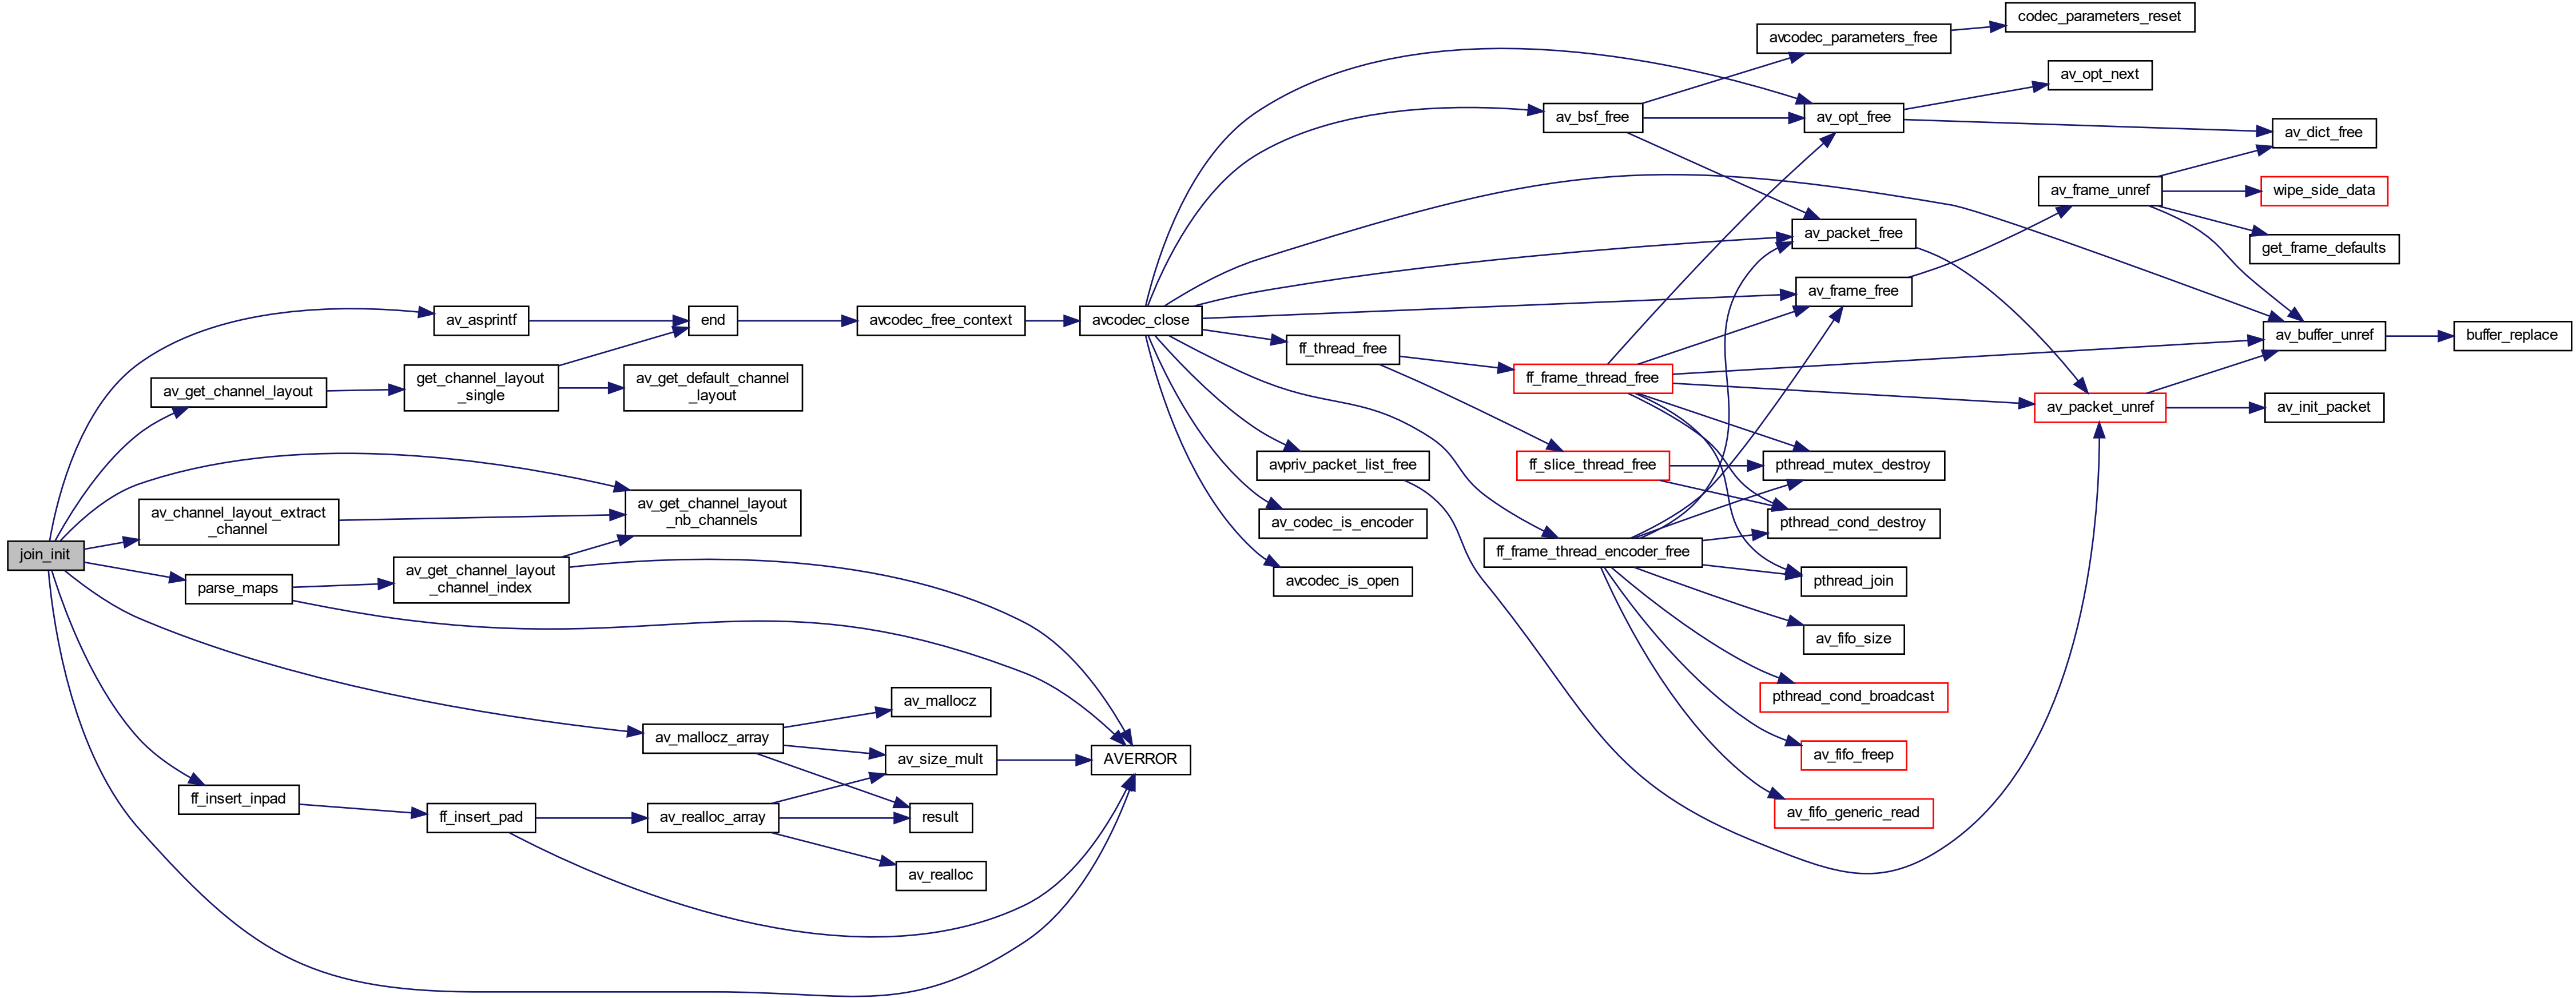 join_init
av_asprintf
end
avcodec_free_context
avcodec_close
av_get_channel_layout
get_channel_layout
_single
av_get_default_channel
_layout
av_channel_layout_extract
_channel
av_get_channel_layout
_nb_channels
parse_maps
av_get_channel_layout
_channel_index
av_mallocz_array
av_mallocz
av_size_mult
AVERROR
ff_insert_inpad
ff_insert_pad
av_realloc_array
result
av_realloc
ff_thread_free
avpriv_packet_list_free
av_codec_is_encoder
avcodec_is_open
av_bsf_free
ff_frame_thread_free
ff_slice_thread_free
ff_frame_thread_encoder_free
avcodec_parameters_free
codec_parameters_reset
av_opt_free
av_opt_next
av_dict_free
av_packet_free
av_frame_free
av_frame_unref
wipe_side_data
get_frame_defaults
av_buffer_unref
buffer_replace
av_packet_unref
av_init_packet
pthread_mutex_destroy
pthread_cond_destroy
pthread_join
av_fifo_size
pthread_cond_broadcast
av_fifo_freep
av_fifo_generic_read